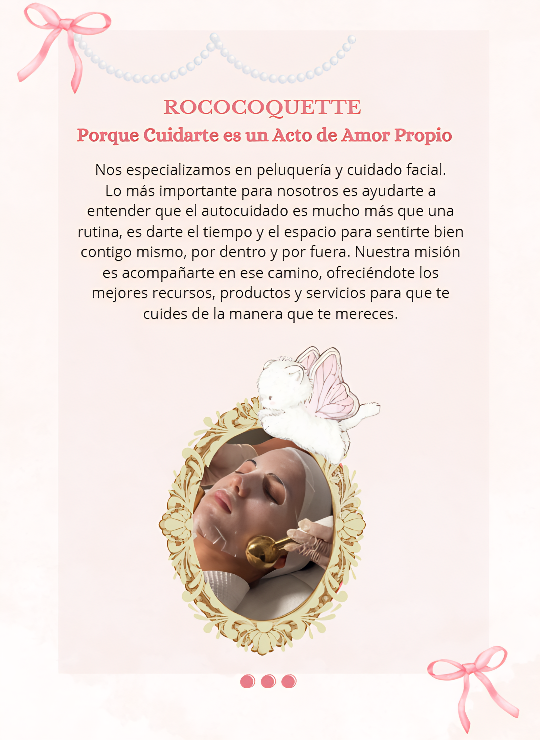 ROCOCOQUETTE
Porque Cuidarte es un Acto de Amor Propio
Nos especializamos en peluquería y cuidado facial.
Lo más importante para nosotros es ayudarte a
entender que el autocuidado es mucho más que una
rutina, es darte el tiempo y el espacio para sentirte bien
contigo mismo, por dentro y por fuera. Nuestra misión
es acompañarte en ese camino, ofreciéndote los
mejores recursos, productos y servicios para que te
cuides de la manera que te mereces.